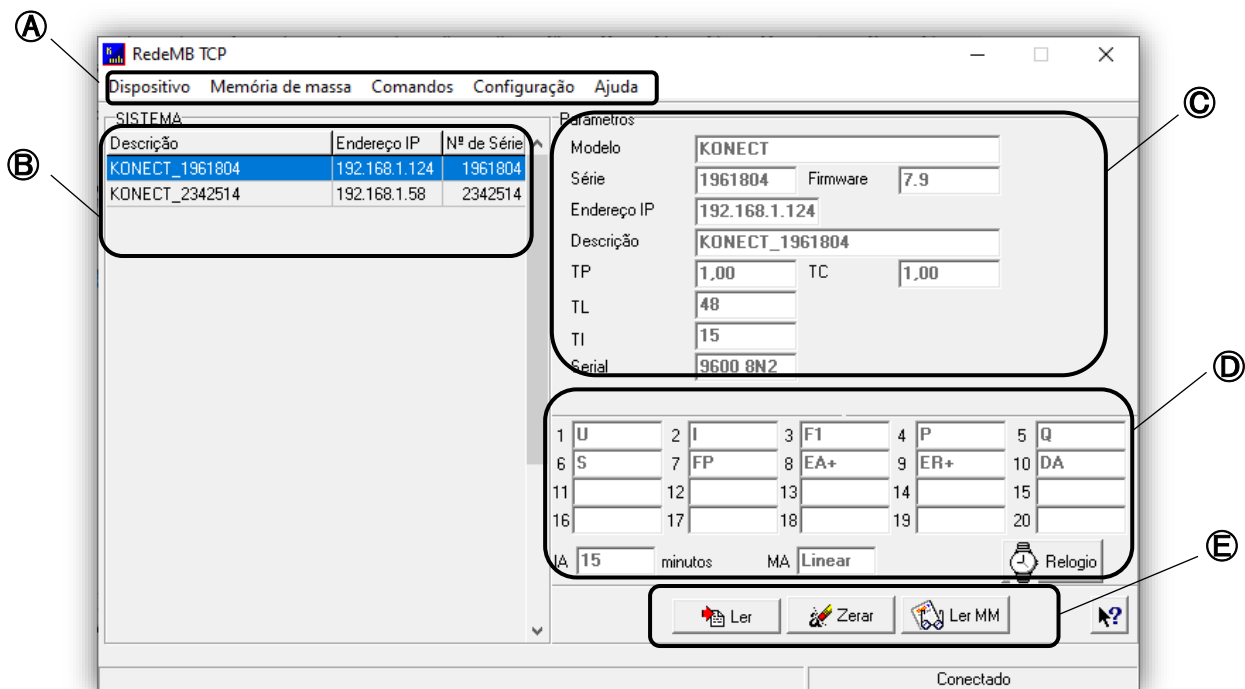 Ⓐ
RedeMB TCP
Dispositivo Memória de massa Comandos Configuração Ajuda
SISTEMA
Descrição Endereço IP Nª de Série
KONECT_1961804 192.168.1.124 1961804
KONECT_2342514 192.168.1.58 2342514
Ⓑ
Parâmetros
Modelo KONECT
Série 1961804 Firmware 7.9
Endereço IP 192.168.1.124
Descrição KONECT_1961804
TP 1,00 TC 1,00
TL 48
TI 15
Serial 9600 8N2
Ⓒ
Ⓓ
1 U 2 I 3 F1 4 P 5 Q
6 S 7 FP 8 EA+ 9 ER+ 10 DA
11 12 13 14 15
16 17 18 19 20
IA 15 minutos MA Linear Relogio
Ⓔ
Ler Zerar Ler MM ?
Conectado